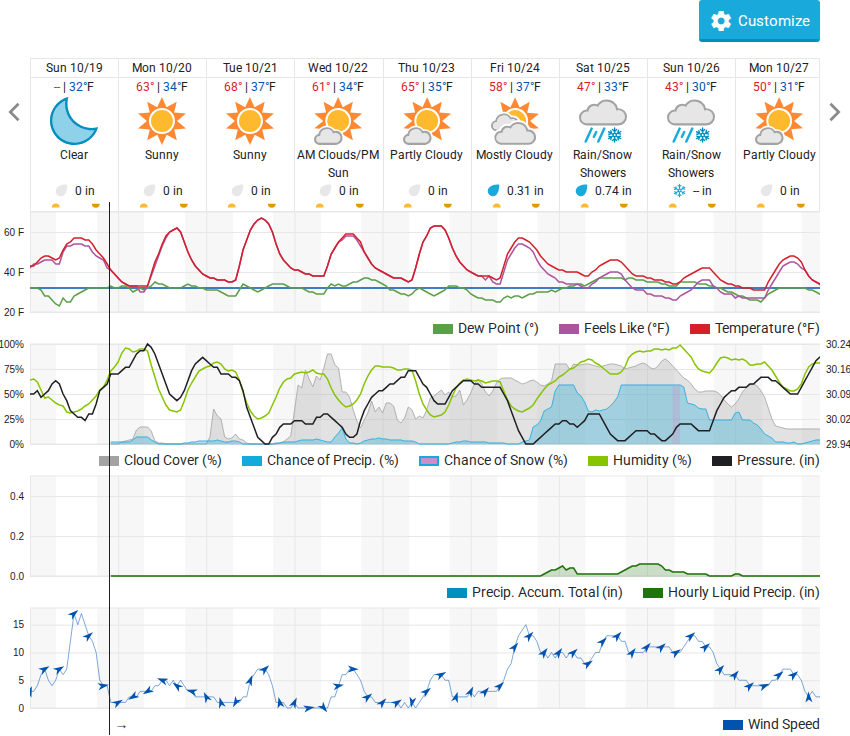 Customize
Sun 10/19 Mon 10/20 Tue 10/21 Wed 10/22 Thu 10/23 Fri 10/24 Sat 10/25 Sun 10/26 Mon 10/27
-- | 32°F 63° | 34°F 68° | 37°F 61° | 34°F 65° | 35°F 58° | 37°F 47° | 33°F 43° | 30°F 50° | 31°F
Clear Sunny Sunny AM Clouds/PM Sun Partly Cloudy Mostly Cloudy Rain/Snow Showers Rain/Snow Showers Partly Cloudy
0 in 0 in 0 in 0 in 0 in 0.31 in 0.74 in -- in 0 in
60 F
40 F
20 F
Dew Point (°) Feels Like (°F) Temperature (°F)
100% 30.24
75% 30.16
50% 30.09
25% 30.02
0% 29.94
Cloud Cover (%) Chance of Precip. (%) Chance of Snow (%) Humidity (%) Pressure. (in)
0.4
0.2
0.0
Precip. Accum. Total (in) Hourly Liquid Precip. (in)
15
10
5
0
→ Wind Speed